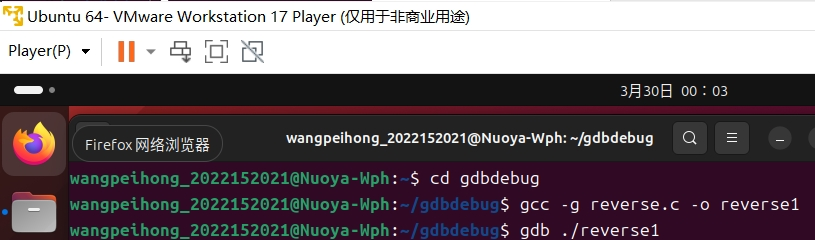 Ubuntu 64- VMware Workstation 17 Player (仅用于非商业用途)
Player(P)
3月30日 00：03
Firefox 网络浏览器
wangpeihong_2022152021@Nuoya-Wph: ~/gdbdebug
wangpeihong_2022152021@Nuoya-Wph:~$ cd gdbdebug
wangpeihong_2022152021@Nuoya-Wph:~/gdbdebug$ gcc -g reverse.c -o reverse1
wangpeihong_2022152021@Nuoya-Wph:~/gdbdebug$ gdb ./reverse1